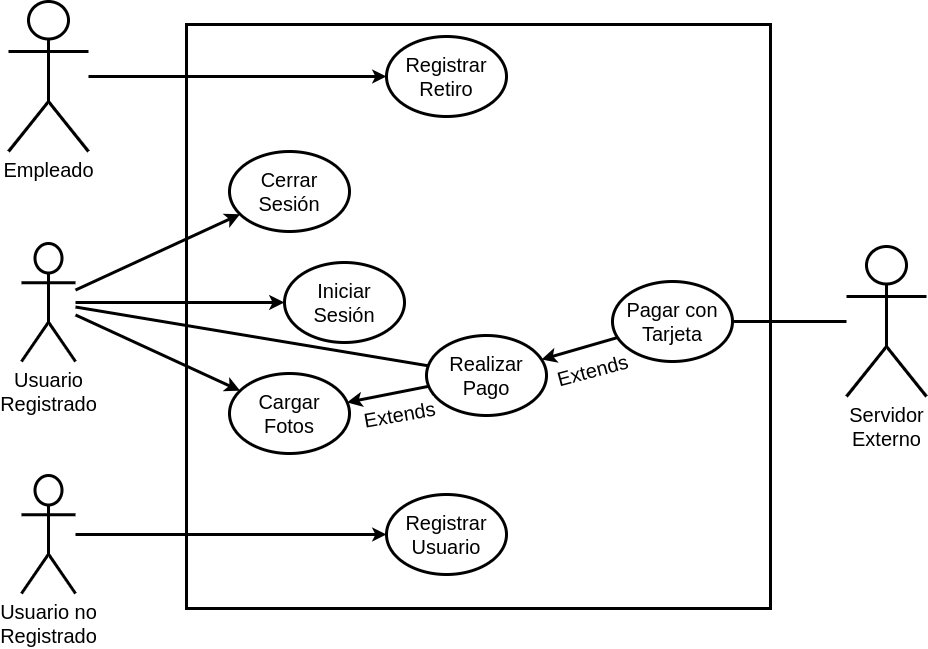 Registrar
Retiro
Empleado
Cerrar
Sesión
Iniciar
Sesión
Pagar con
Tarjeta
Realizar
Pago
Extends
Usuario
Registrado
Cargar
Fotos
Extends
Servidor
Externo
Registrar
Usuario
Usuario no
Registrado